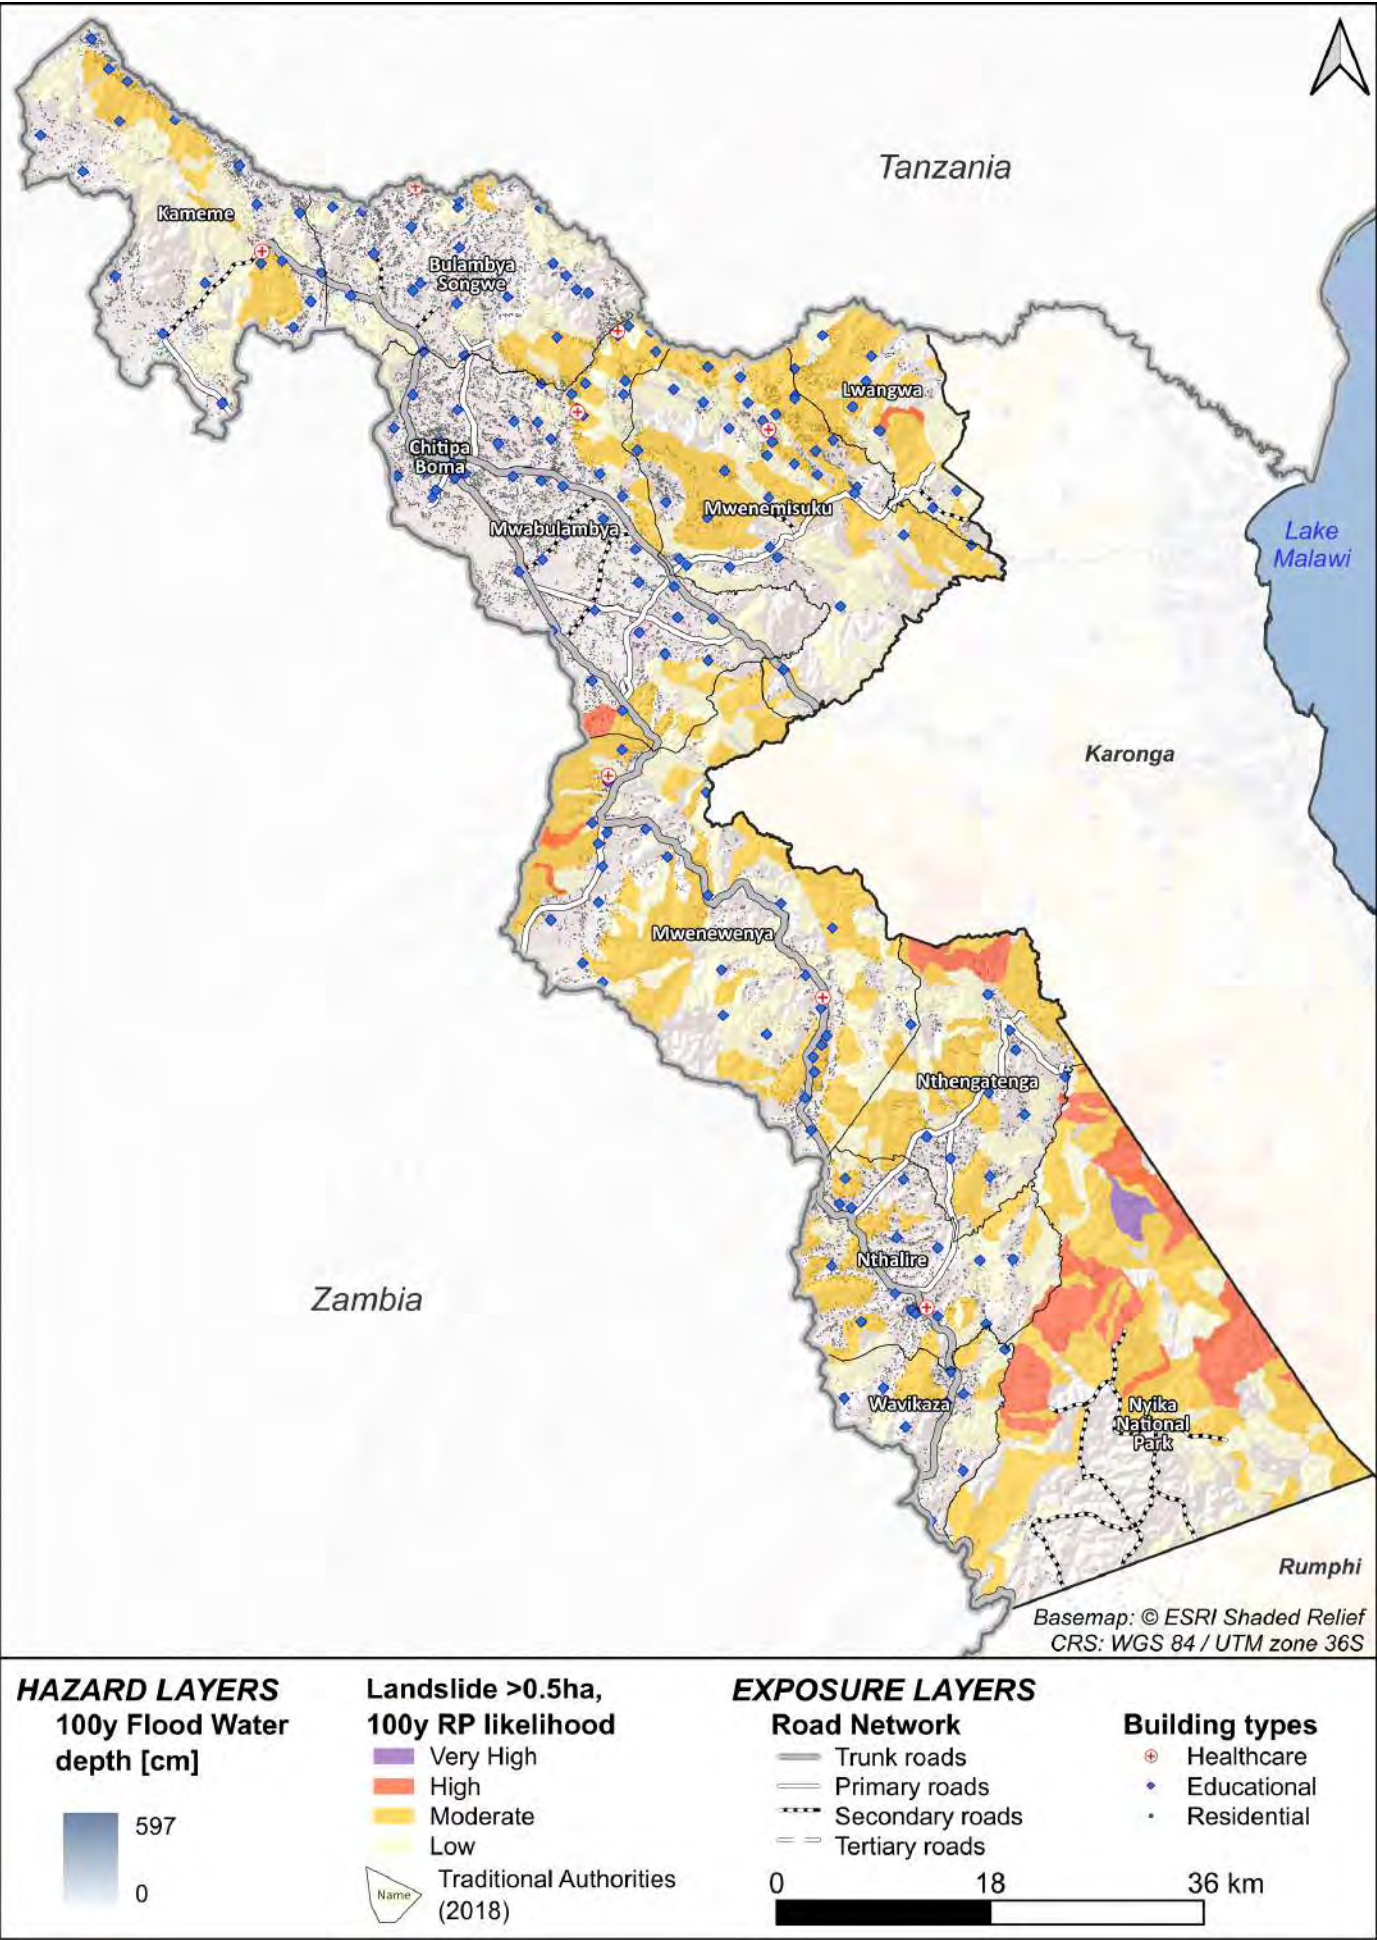 Tanzania
Kameme
Bulambya
Songwe
Lwangwa
Chitipa
Boma
Mwenemisuku
Mwabulambya
Lake
Malawi
Karonga
Mwenewenya
Nthengatenga
Nthalire
Zambia
Wavikaza
Nyika
National
Park
Rumphi
Basemap: © ESRI Shaded Relief
CRS: WGS 84 / UTM zone 36S
HAZARD LAYERS
100y Flood Water
depth [cm]
597
0
Landslide >0.5ha,
100y RP likelihood
Very High
High
Moderate
Low
Name
Traditional Authorities
(2018)
EXPOSURE LAYERS
Road Network
Trunk roads
Primary roads
Secondary roads
Tertiary roads
Building types
Healthcare
Educational
Residential
0 18 36 km